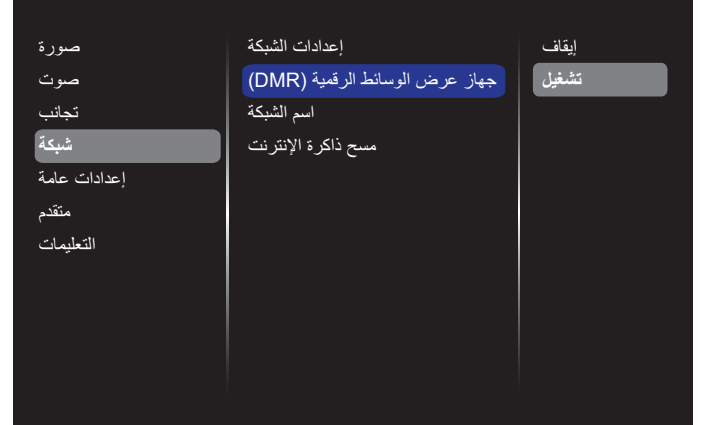 صورة
صوت
تجانب
شبكة
إعدادات عامة
متقدم
التعليمات
إعدادات الشبكة
جهاز عرض الوسائط الرقمية (DMR)
اسم الشبكة
مسح ذاكرة الإنترنت
إيقاف
تشغيل